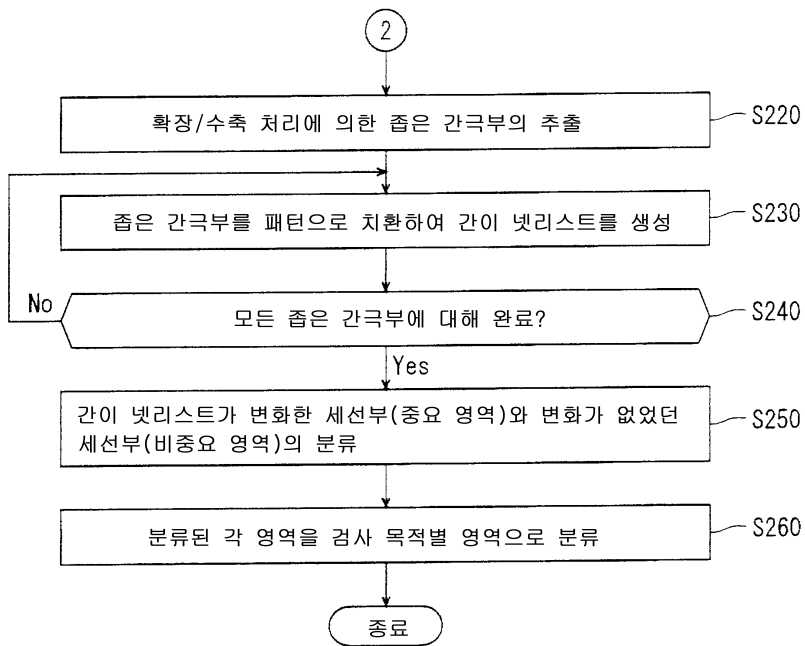 2
확장/수축 처리에 의한 좁은 간극부의 추출
S220
좁은 간극부를 패턴으로 치환하여 간이 넷리스트를 생성
S230
모든 좁은 간극부에 대해 완료?
S240
No
Yes
간이 넷리스트가 변화한 세선부(중요 영역)와 변화가 없었던
세선부(비중요 영역)의 분류
S250
분류된 각 영역을 검사 목적별 영역으로 분류
S260
종료